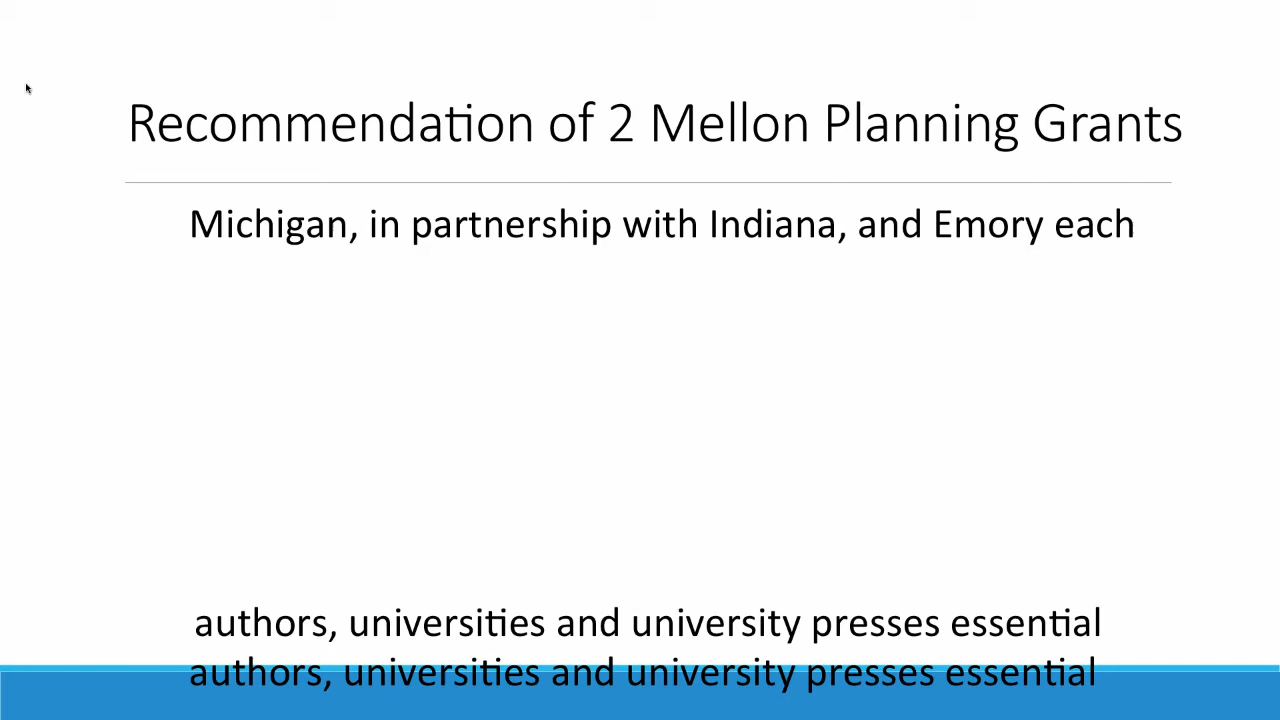 Recommendation of 2 Mellon Planning Grants
Michigan, in partnership with Indiana, and Emory each
authors, universities and university presses essential
authors, universities and university presses essential